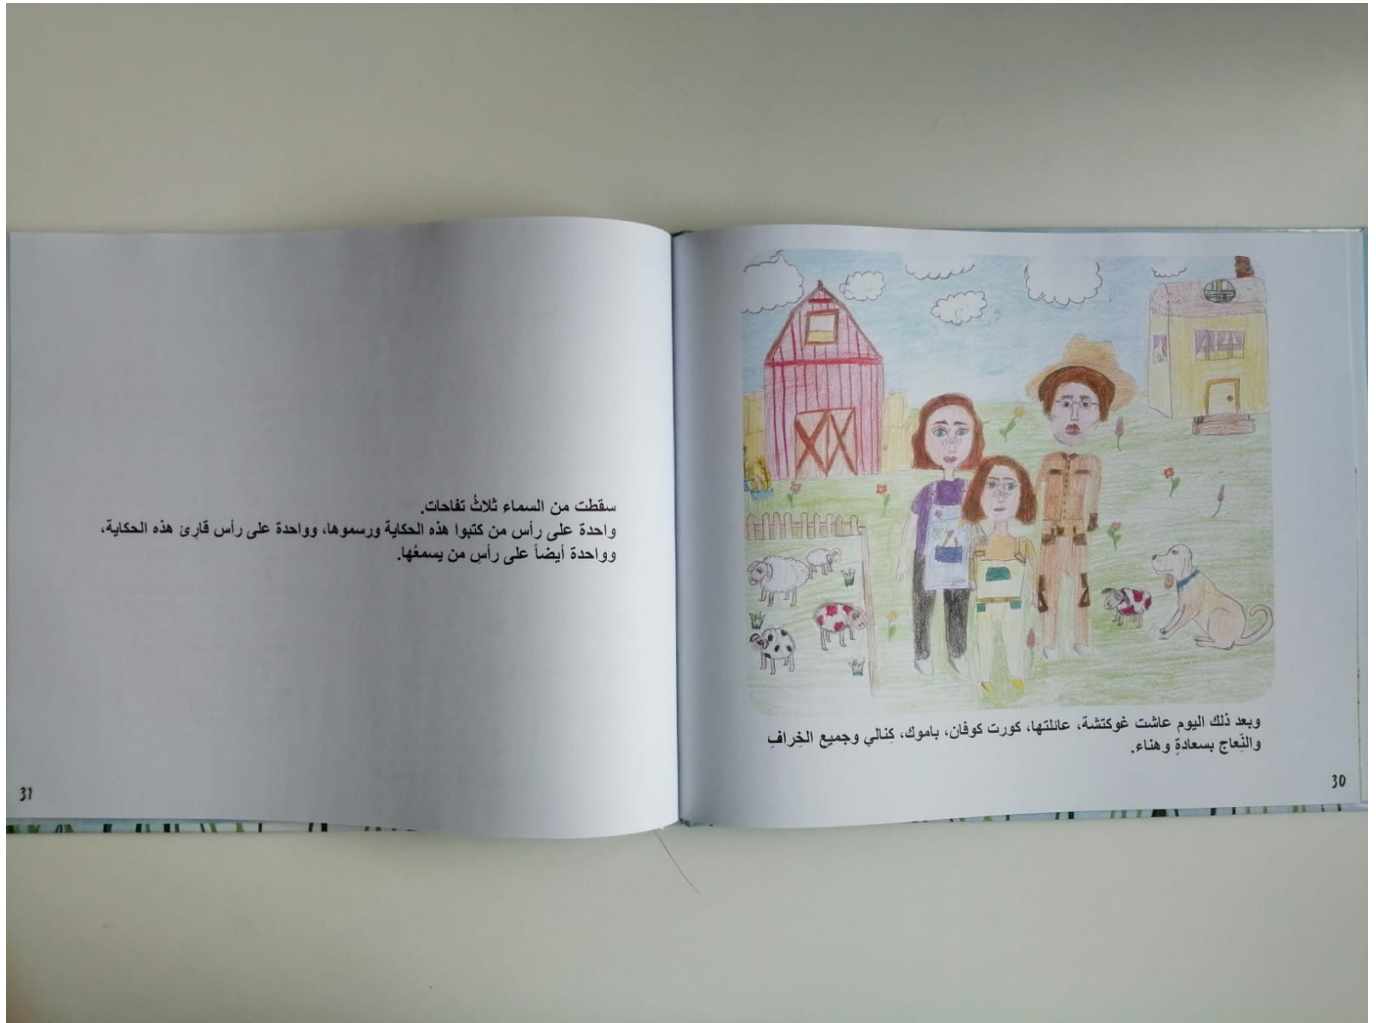 وبعد ذلك اليوم عاشت غوكتشة، عائلتها، كورت كوفان، باموك، كِنالي وجميع الخِرافِ
والنِّعاج بسعادةٍ وهناء.
30
سقطت من السماء ثلاثُ تفاحات.
واحدة على رأس من كتبوا هذه الحكاية ورسموها، وواحدة على رأس قارِئ هذه الحكاية،
وواحدة أيضاً على رأسِ من يسمعُها.
31